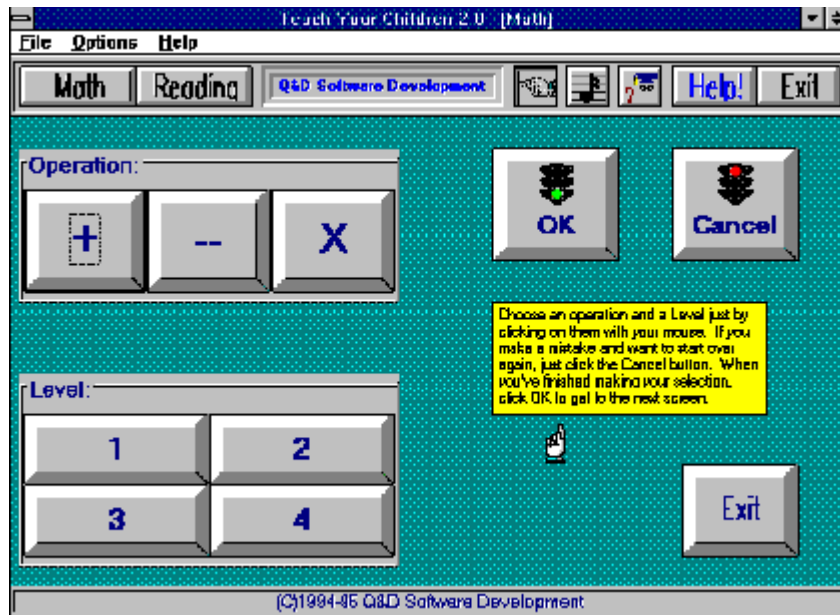 Teach Your Children 2.0 - [Math]
File Options Help
Math Reading Q&D Software Development Help! Exit
Operation:
+ -- X
OK Cancel
Choose an operation and a Level just by
clicking on them with your mouse. If you
make a mistake and want to start over
again, just click the Cancel button. When
you've finished making your selection,
click OK to get to the next screen.
Level:
1 2
3 4
Exit
(C)1994-95 Q&D Software Development